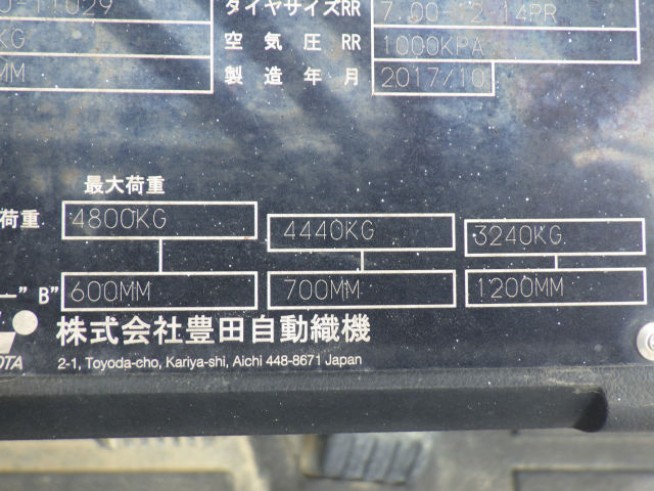 0-11029 タイヤサイズRR 7.00-12-14PR
KG 空気圧 RR 1000KPA
MM 製造年月 2017/10
最大荷重
荷重 4800KG 4440KG 3240KG
" B" 600MM 700MM 1200MM
株式会社豊田自動織機
OTA 2-1, Toyoda-cho, Kariya-shi, Aichi 448-8671 Japan